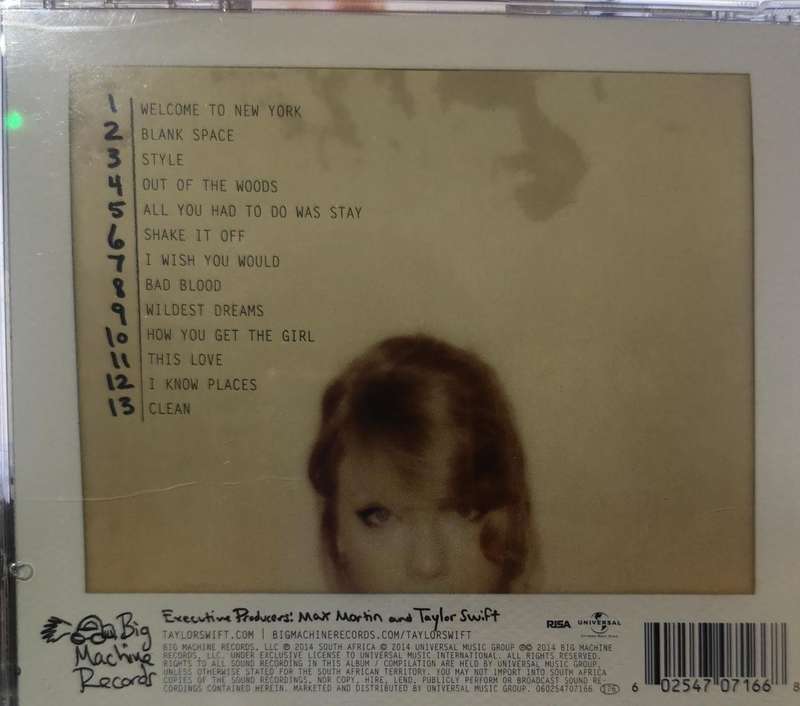 1 WELCOME TO NEW YORK
2 BLANK SPACE
3 STYLE
4 OUT OF THE WOODS
5 ALL YOU HAD TO DO WAS STAY
6 SHAKE IT OFF
7 I WISH YOU WOULD
8 BAD BLOOD
9 WILDEST DREAMS
10 HOW YOU GET THE GIRL
11 THIS LOVE
12 I KNOW PLACES
13 CLEAN
Big
Machine
Records
Executive Producers: Max Martin and Taylor Swift
TAYLORSWIFT.COM | BIGMACHINERECORDS.COM/TAYLORSWIFT
BIG MACHINE RECORDS, LLC ℗ 2014 SOUTH AFRICA © 2014 UNIVERSAL MUSIC GROUP ℗© 2014 BIG MACHINE
RECORDS, LLC. UNDER EXCLUSIVE LICENSE TO UNIVERSAL MUSIC INTERNATIONAL. ALL RIGHTS RESERVED.
RIGHTS TO ALL SOUND RECORDING IN THIS ALBUM / COMPILATION ARE HELD BY UNIVERSAL MUSIC GROUP,
UNLESS OTHERWISE STATED FOR THE SOUTH AFRICAN TERRITORY. YOU MAY NOT IMPORT INTO SOUTH AFRICA
COPIES OF THE SOUND RECORDINGS, NOR COPY, HIRE, LEND, PUBLICLY PERFORM OR BROADCAST SOUND RE-
CORDINGS CONTAINED HEREIN. MARKETED AND DISTRIBUTED BY UNIVERSAL MUSIC GROUP. 060254707166
RISA
UNIVERSAL
6 02547 07166 8